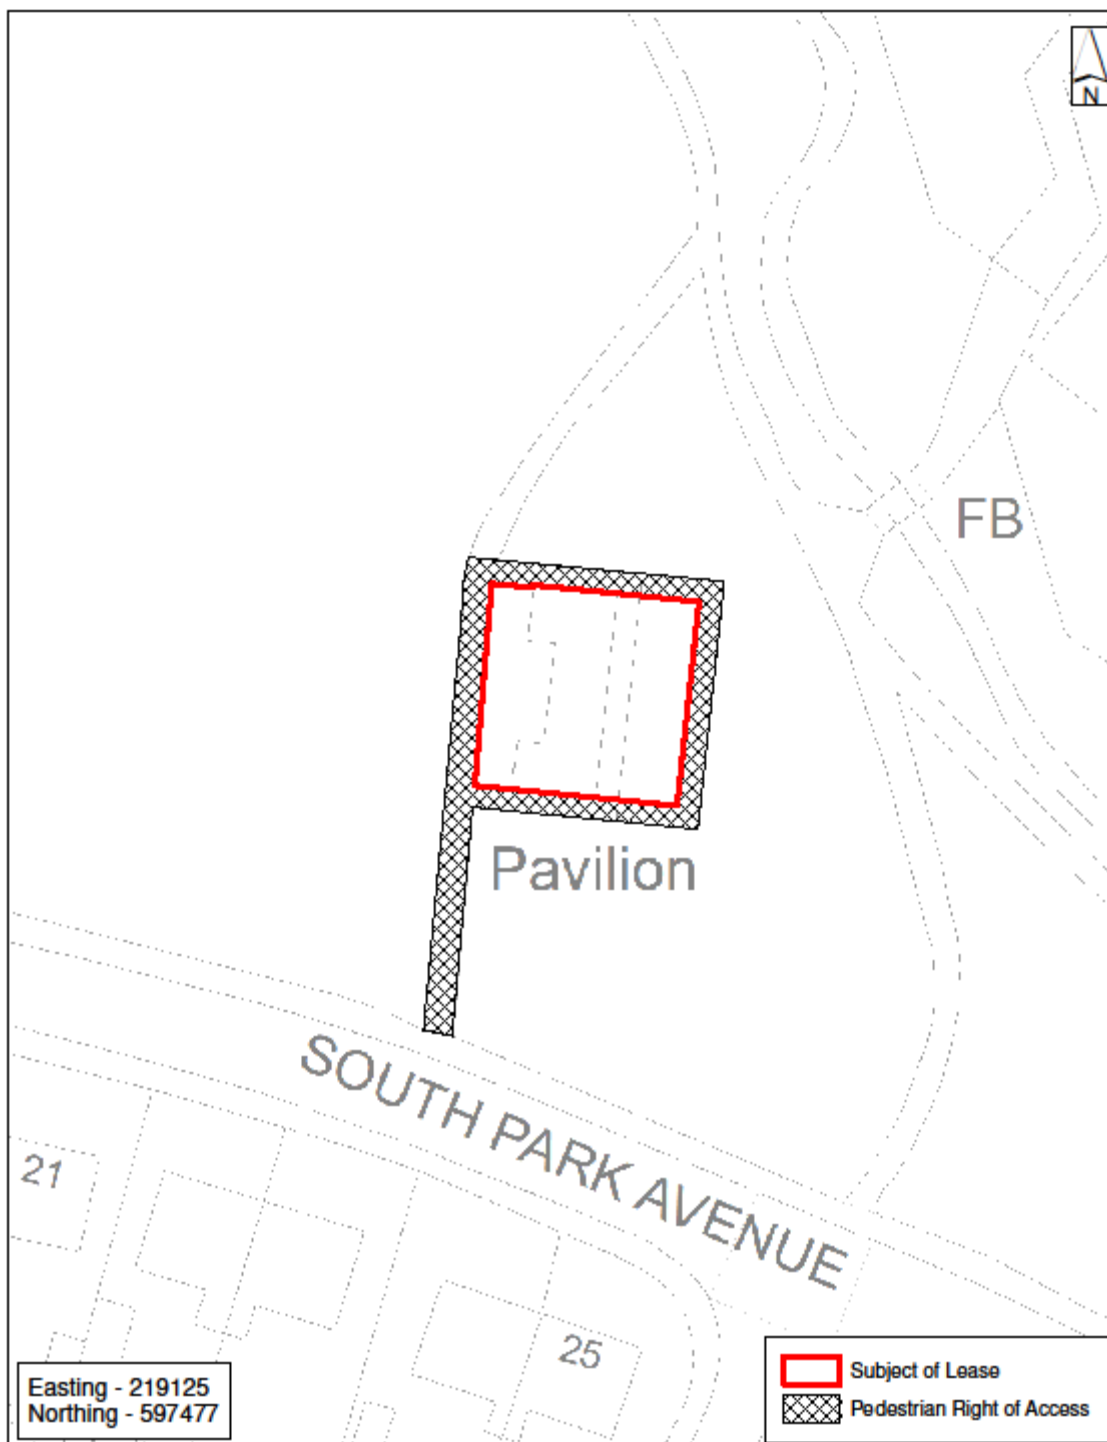 N
FB
Pavilion
SOUTH PARK AVENUE
21
25
Easting - 219125
Northing - 597477
Subject of Lease
Pedestrian Right of Access